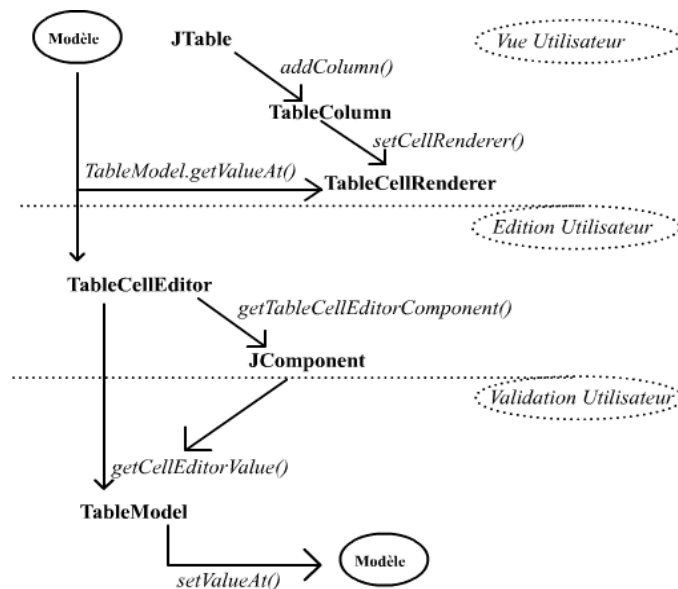 Modèle
JTable
Vue Utilisateur
addColumn()
TableColumn
setCellRenderer()
TableModel.getValueAt()
TableCellRenderer
Edition Utilisateur
TableCellEditor
getTableCellEditorComponent()
JComponent
Validation Utilisateur
getCellEditorValue()
TableModel
Modèle
setValueAt()